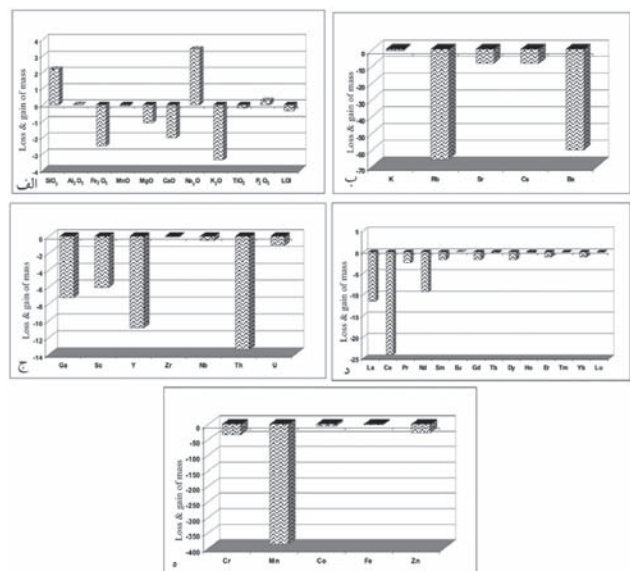 Loss & gain of mass
4
3
2
1
0
-1
-2
-3
-4
SiO2 Al2O3 Fe2O3 MnO MgO CaO Na2O K2O TiO2 P2O5 LOI
الف
Loss & gain of mass
0
-10
-20
-30
-40
-50
-60
-70
K Rb Sr Cs Ba
ب
Loss & gain of mass
0
-2
-4
-6
-8
-10
-12
-14
Ga Sc Y Zr Nb Th U
ج
Loss & gain of mass
5
0
-5
-10
-15
-20
-25
La Ce Pr Nd Sm Eu Gd Tb Dy Ho Er Tm Yb Lu
د
Loss & gain of mass
0
-50
-100
-150
-200
-250
-300
-350
-400
Cr Mn Co Fe Zn
ه